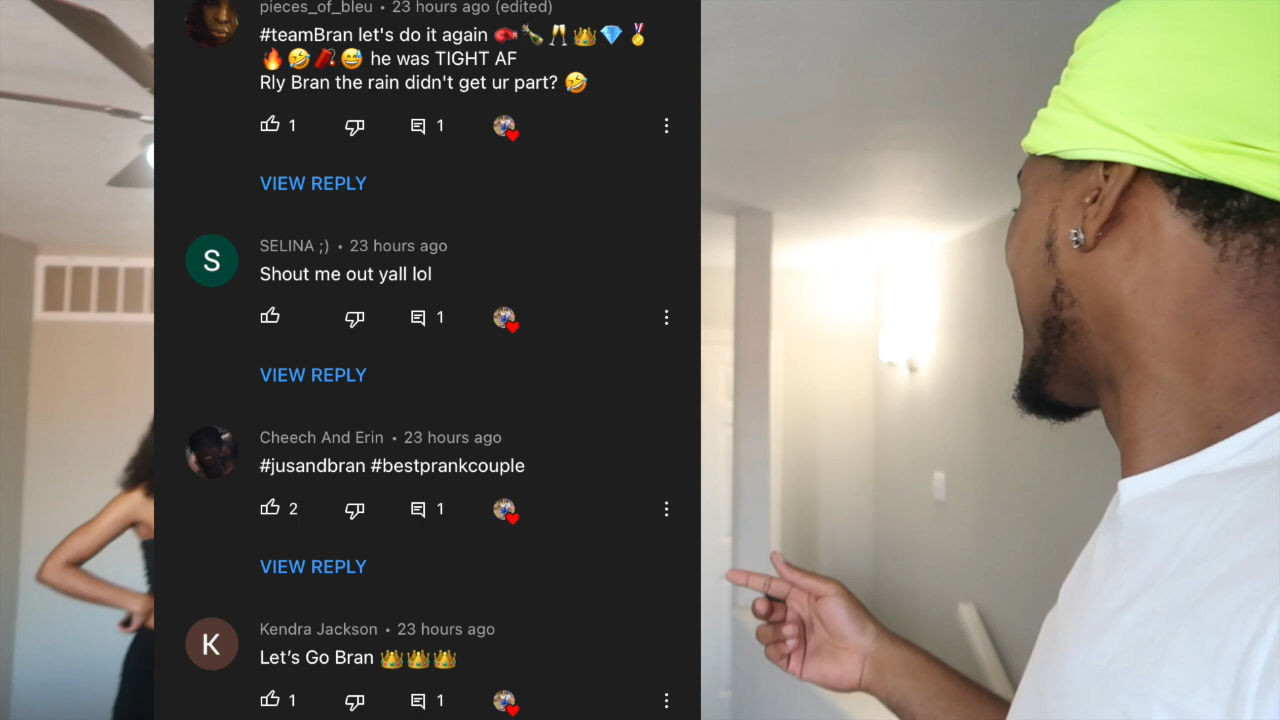 pieces_of_bleu • 23 hours ago (edited)
#teamBran let's do it again 🥊🍾🥂👑💎🏅
🔥🤣🧨😅 he was TIGHT AF
Rly Bran the rain didn't get ur part? 🤣
1 1
VIEW REPLY
S
SELINA ;) • 23 hours ago
Shout me out yall lol
1
VIEW REPLY
Cheech And Erin • 23 hours ago
#jusandbran #bestprankcouple
2 1
VIEW REPLY
K
Kendra Jackson • 23 hours ago
Let’s Go Bran 👑👑👑
1 1